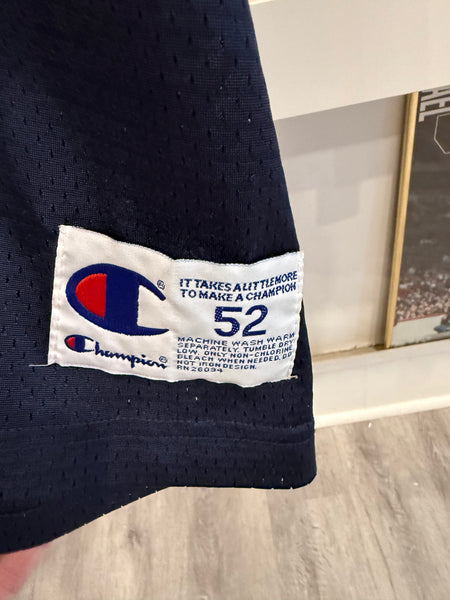 IT TAKES A LITTLE MORE
TO MAKE A CHAMPION
52
Champion
MACHINE WASH WARM
SEPARATELY. TUMBLE DRY
LOW. ONLY NON-CHLORINE
BLEACH WHEN NEEDED. DO
NOT IRON DESIGN.
RN 26094